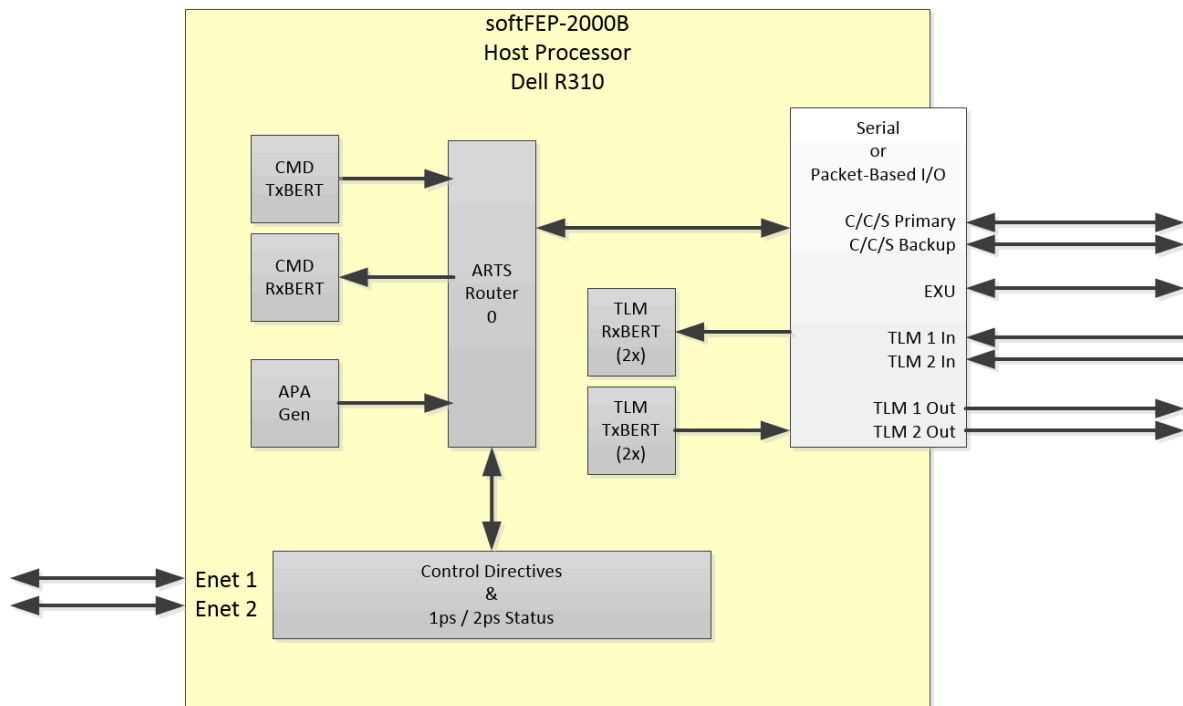 softFEP-2000B
Host Processor
Dell R310
CMD
TxBERT
CMD
RxBERT
APA
Gen
ARTS
Router
0
TLM
RxBERT
(2x)
TLM
TxBERT
(2x)
Serial
or
Packet-Based I/O
C/C/S Primary
C/C/S Backup
EXU
TLM 1 In
TLM 2 In
TLM 1 Out
TLM 2 Out
Enet 1
Enet 2
Control Directives
&
1ps / 2ps Status